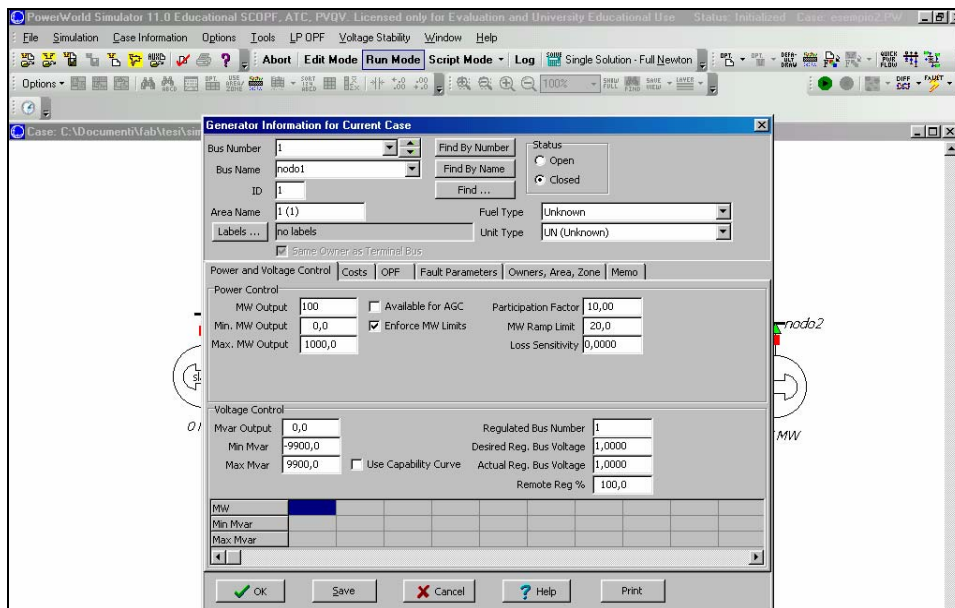 PowerWorld Simulator 11.0 Educational SCOPF, ATC, PVQV. Licensed only for Evaluation and University Educational Use Status: Initialized Case: esempio2.PW
File Simulation Case Information Options Tools LP OPF Voltage Stability Window Help
Abort Edit Mode Run Mode Script Mode Log Single Solution - Full Newton
Options 100%
Case: C:\Documenti\fab\tesi\sim
Generator Information for Current Case
Bus Number 1 Find By Number Status
Open
Bus Name nodo1 Find By Name
Closed
ID 1 Find ...
Area Name 1 (1) Fuel Type Unknown
Labels ... no labels Unit Type UN (Unknown)
Same Owner as Terminal Bus
Power and Voltage Control Costs OPF Fault Parameters Owners, Area, Zone Memo
Power Control
MW Output 100 Available for AGC Participation Factor 10,00
Min. MW Output 0,0 Enforce MW Limits MW Ramp Limit 20,0
Max. MW Output 1000,0 Loss Sensitivity 0,0000
nodo2
sl
0
MW
Voltage Control
Mvar Output 0,0 Regulated Bus Number 1
Min Mvar -9900,0 Desired Reg. Bus Voltage 1,0000
Max Mvar 9900,0 Use Capability Curve Actual Reg. Bus Voltage 1,0000
Remote Reg % 100,0
MW
Min Mvar
Max Mvar
OK Save Cancel ? Help Print